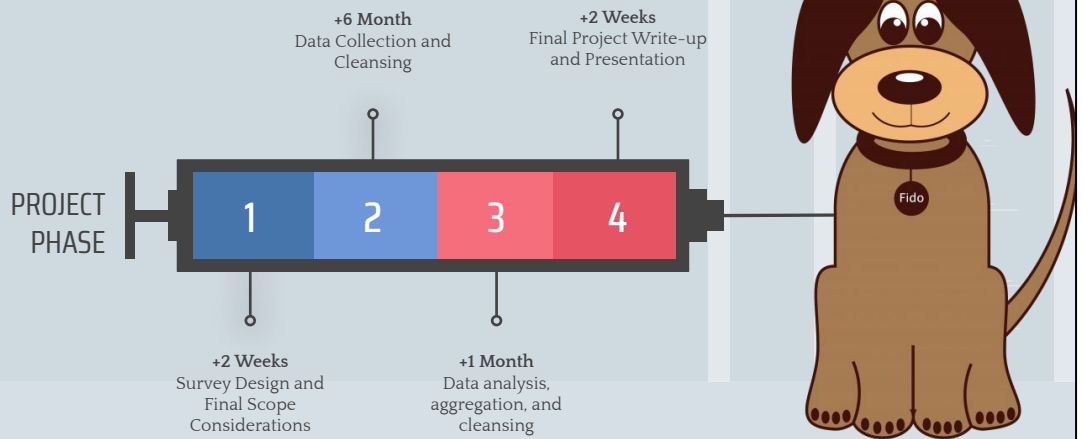 +6 Month
Data Collection and
Cleansing
+2 Weeks
Final Project Write-up
and Presentation
PROJECT
PHASE
1
2
3
4
Fido
+2 Weeks
Survey Design and
Final Scope
Considerations
+1 Month
Data analysis,
aggregation, and
cleansing